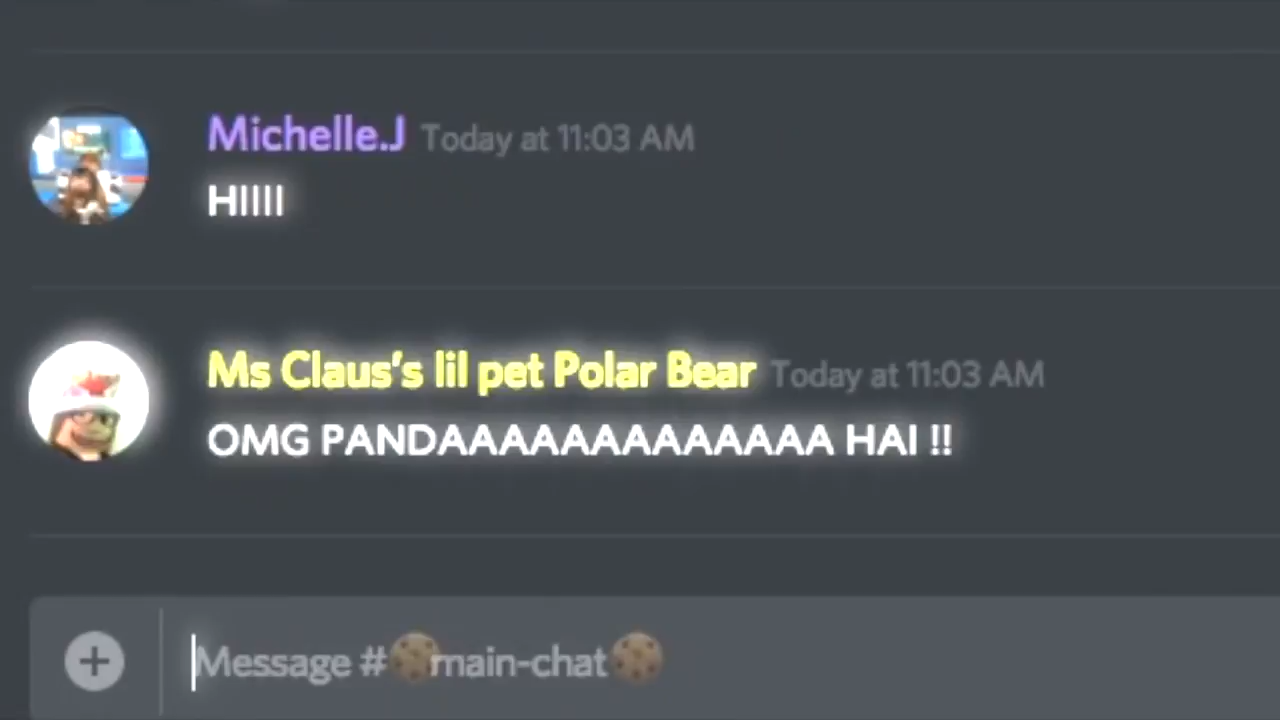 Michelle.J Today at 11:03 AM
HIIII
Ms Claus's lil pet Polar Bear Today at 11:03 AM
OMG PANDAAAAAAAAAAAAA HAI !!
Message #🍪main-chat🍪